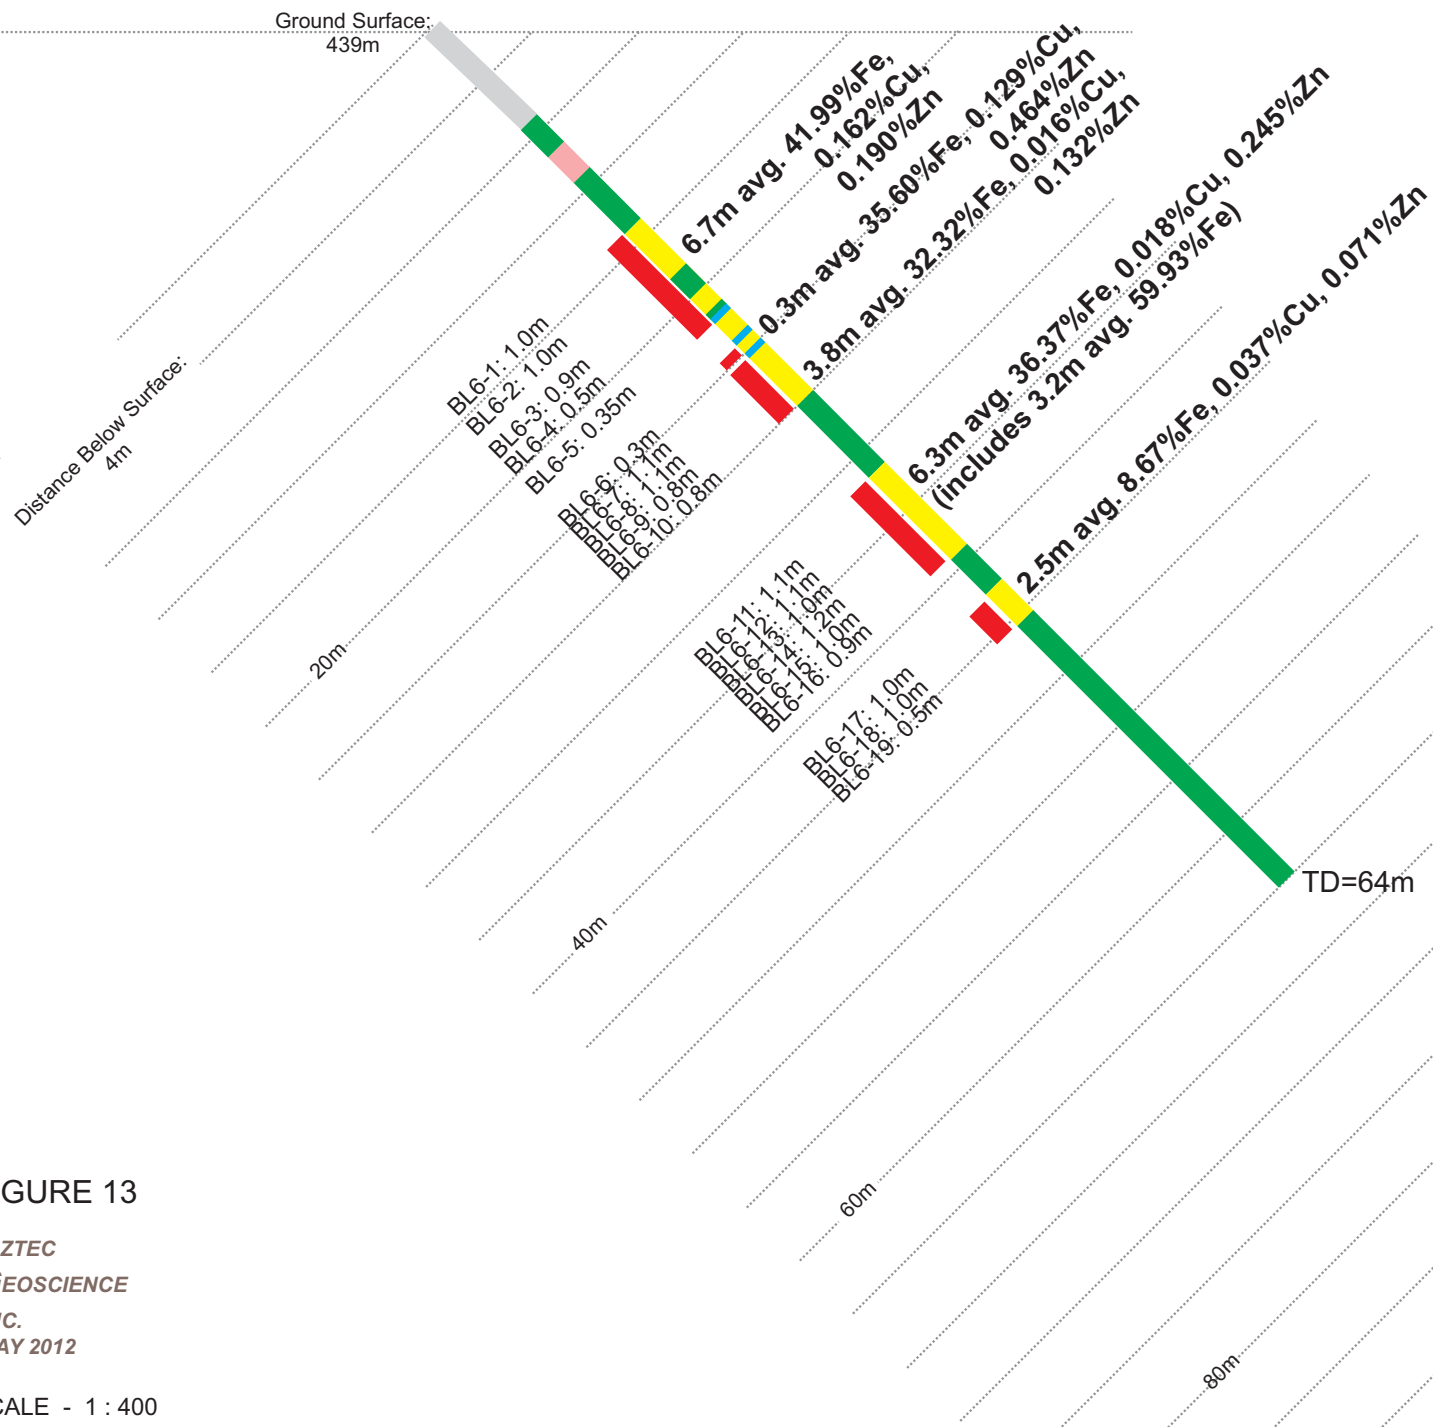 Ground Surface:
439m
6.7m avg. 41.99%Fe,
0.162%Cu,
0.190%Zn
0.3m avg. 35.60%Fe, 0.129%Cu,
0.464%Zn
3.8m avg. 32.32%Fe, 0.016%Cu,
0.132%Zn
6.3m avg. 36.37%Fe, 0.018%Cu, 0.245%Zn
(includes 3.2m avg. 59.93%Fe)
2.5m avg. 8.67%Fe, 0.037%Cu, 0.071%Zn
Distance Below Surface:
4m
BL6-1: 1.0m
BL6-2: 1.0m
BL6-3: 0.9m
BL6-4: 0.5m
BL6-5: 0.35m
BL6-6: 0.3m
BL6-7: 1.1m
BL6-8: 1.1m
BL6-9: 0.8m
BL6-10: 0.8m
BL6-11: 1.1m
BL6-12: 1.1m
BL6-13: 1.0m
BL6-14: 1.2m
BL6-15: 1.0m
BL6-16: 0.9m
BL6-17: 1.0m
BL6-18: 1.0m
BL6-19: 0.5m
20m
40m
60m
80m
TD=64m
GURE 13
ZTEC
EOSCIENCE
C.
AY 2012
CALE - 1 : 400